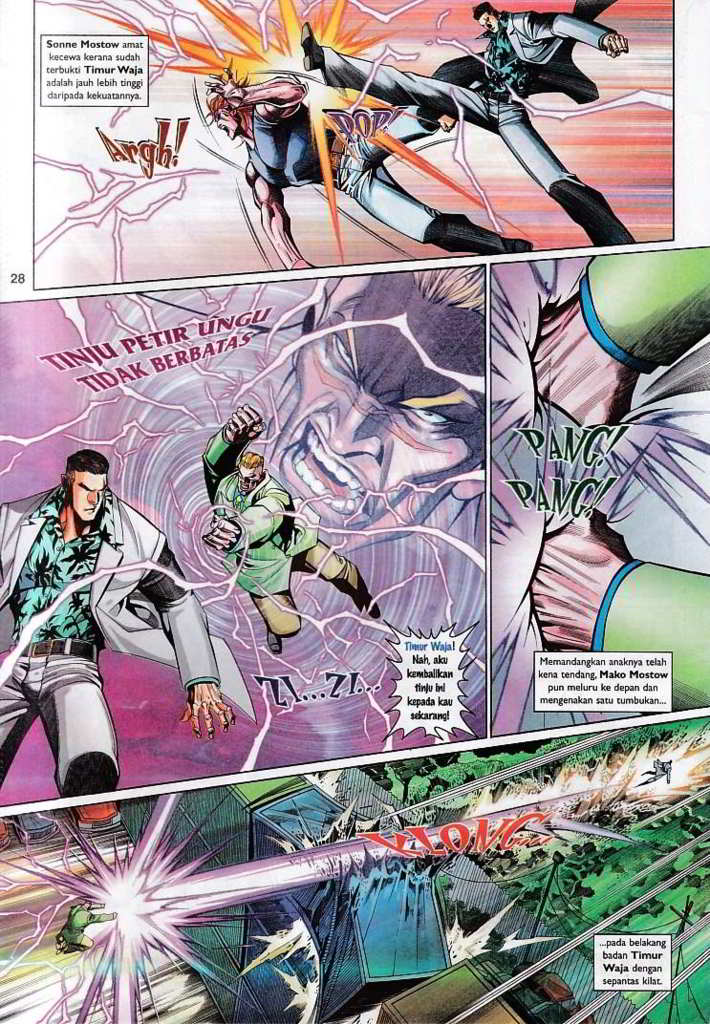 Sonne Mostow amat
kecewa kerana sudah
terbukti Timur Waja
adalah jauh lebih tinggi
daripada kekuatannya.
Argh!
POP!
28
TINJU PETIR UNGU
TIDAK BERBATAS
ZI...ZI...
Timur Waja!
Nah, aku
kembalikan
tinju ini
kepada kau
sekarang!
PANG!
PANG!
Memandangkan anaknya telah
kena tendang, Mako Mostow
pun meluru ke depan dan
mengenakan satu tumbukan...
KLONG...
...pada belakang
badan Timur
Waja dengan
sepantas kilat.